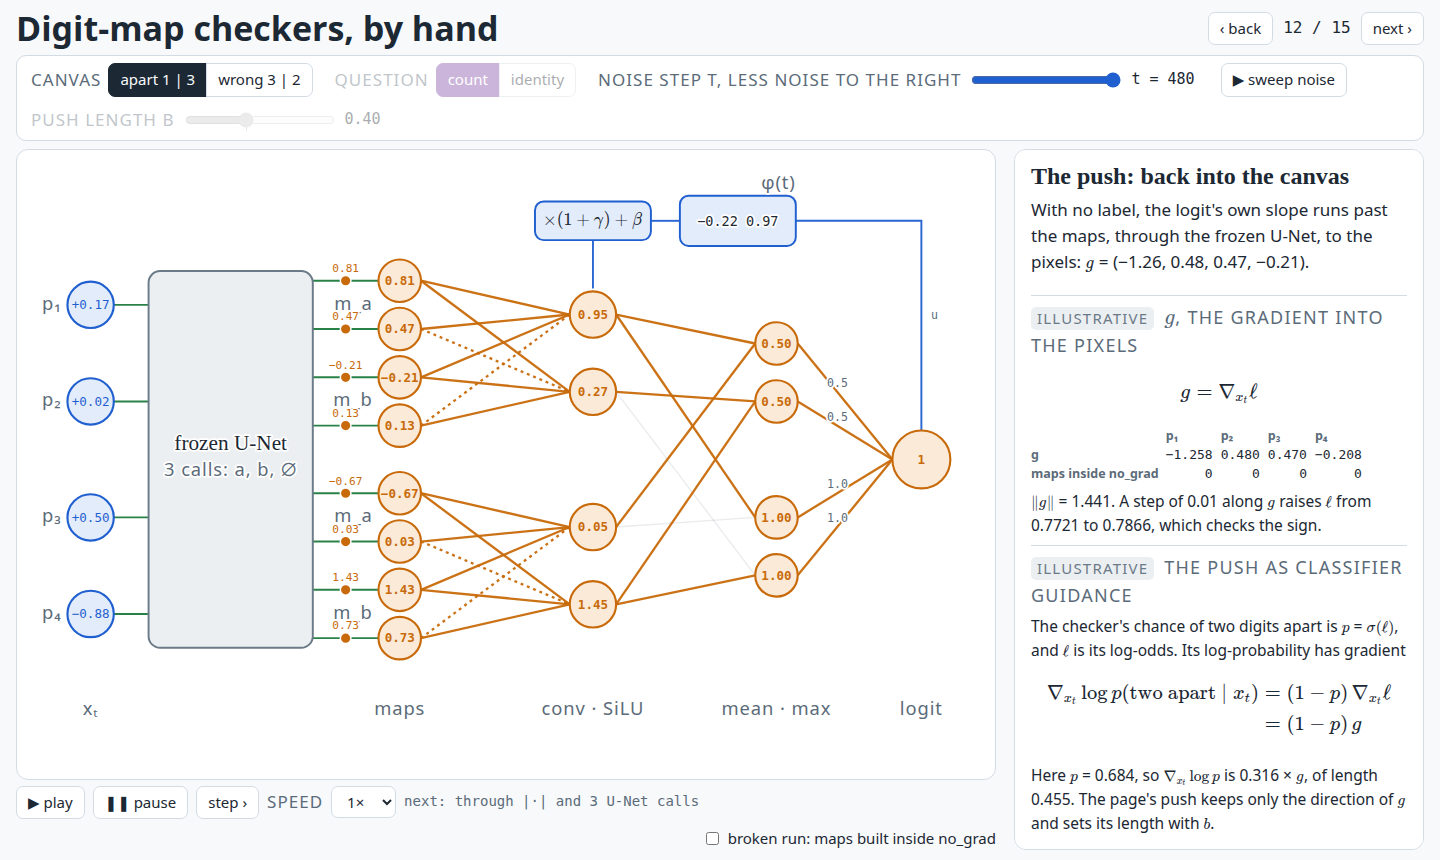 Digit-map checkers, by hand
‹ back 12 / 15 next ›
CANVAS apart 1 | 3 wrong 3 | 2 QUESTION count identity NOISE STEP T, LESS NOISE TO THE RIGHT t = 480 ▶ sweep noise
PUSH LENGTH B 0.40
φ(t)
×(1 + γ) + β −0.22 0.97
u
p₁ +0.17
p₂ +0.02
p₃ +0.50
p₄ −0.88
frozen U-Net
3 calls: a, b, ∅
0.81 0.81
m_a
0.47 0.47
−0.21 −0.21
m_b
0.13 0.13
−0.67 −0.67
m_a
0.03 0.03
1.43 1.43
m_b
0.73 0.73
0.95
0.27
0.05
1.45
0.50
0.50
1.00
1.00
0.5
0.5
1.0
1.0
1
xₜ maps conv · SiLU mean · max logit
▶ play ❚❚ pause step › SPEED 1× next: through |·| and 3 U-Net calls
broken run: maps built inside no_grad
The push: back into the canvas
With no label, the logit's own slope runs past
the maps, through the frozen U-Net, to the
pixels: g = (−1.26, 0.48, 0.47, −0.21).
ILLUSTRATIVE g, THE GRADIENT INTO
THE PIXELS
g = ∇ₓₜ ℓ
p₁ p₂ p₃ p₄
g −1.258 0.480 0.470 −0.208
maps inside no_grad 0 0 0 0
‖g‖ = 1.441. A step of 0.01 along g raises ℓ from
0.7721 to 0.7866, which checks the sign.
ILLUSTRATIVE THE PUSH AS CLASSIFIER
GUIDANCE
The checker's chance of two digits apart is p = σ(ℓ),
and ℓ is its log-odds. Its log-probability has gradient
∇ₓₜ log p(two apart | xₜ) = (1 − p) ∇ₓₜ ℓ
= (1 − p) g
Here p = 0.684, so ∇ₓₜ log p is 0.316 × g, of length
0.455. The page's push keeps only the direction of g
and sets its length with b.